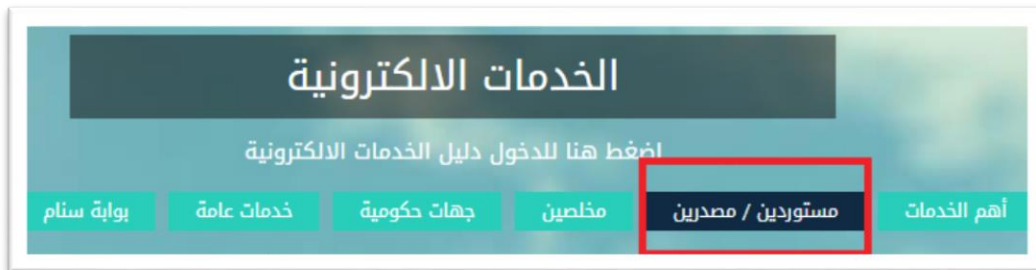 الخدمات الالكترونية
اضغط هنا للدخول دليل الخدمات الالكترونية
أهم الخدمات مستوردين / مصدرين مخلصين جهات حكومية خدمات عامة بوابة سنام